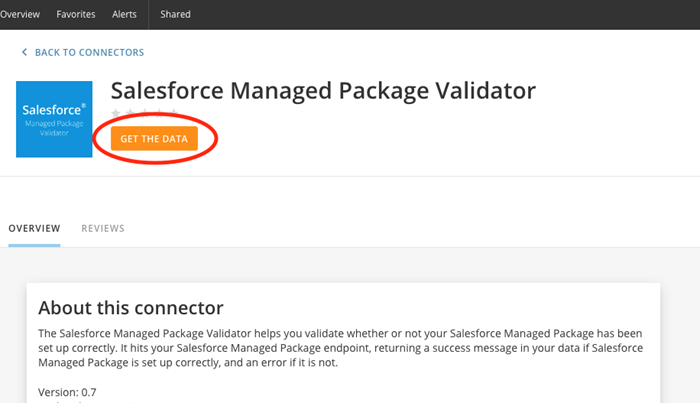 Overview Favorites Alerts Shared
BACK TO CONNECTORS
Salesforce®
Managed Package
Validator
Salesforce Managed Package Validator
GET THE DATA
OVERVIEW REVIEWS
About this connector
The Salesforce Managed Package Validator helps you validate whether or not your Salesforce Managed Package has been
set up correctly. It hits your Salesforce Managed Package endpoint, returning a success message in your data if Salesforce
Managed Package is set up correctly, and an error if it is not.
Version: 0.7